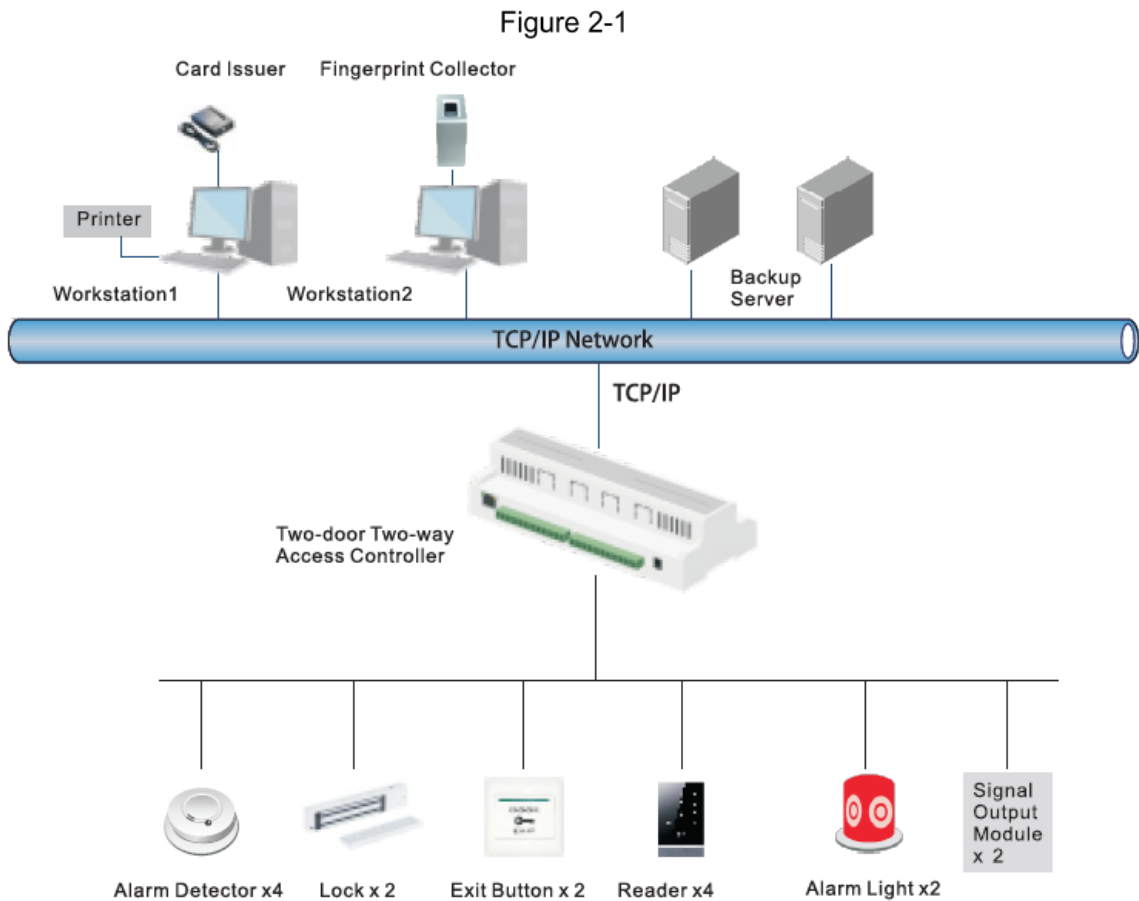 Figure 2-1
Card Issuer
Fingerprint Collector
Printer
Workstation1
Workstation2
Backup
Server
TCP/IP Network
TCP/IP
Two-door Two-way
Access Controller
Signal
Output
Module
x 2
Alarm Detector x4
Lock x 2
Exit Button x 2
Reader x4
Alarm Light x2